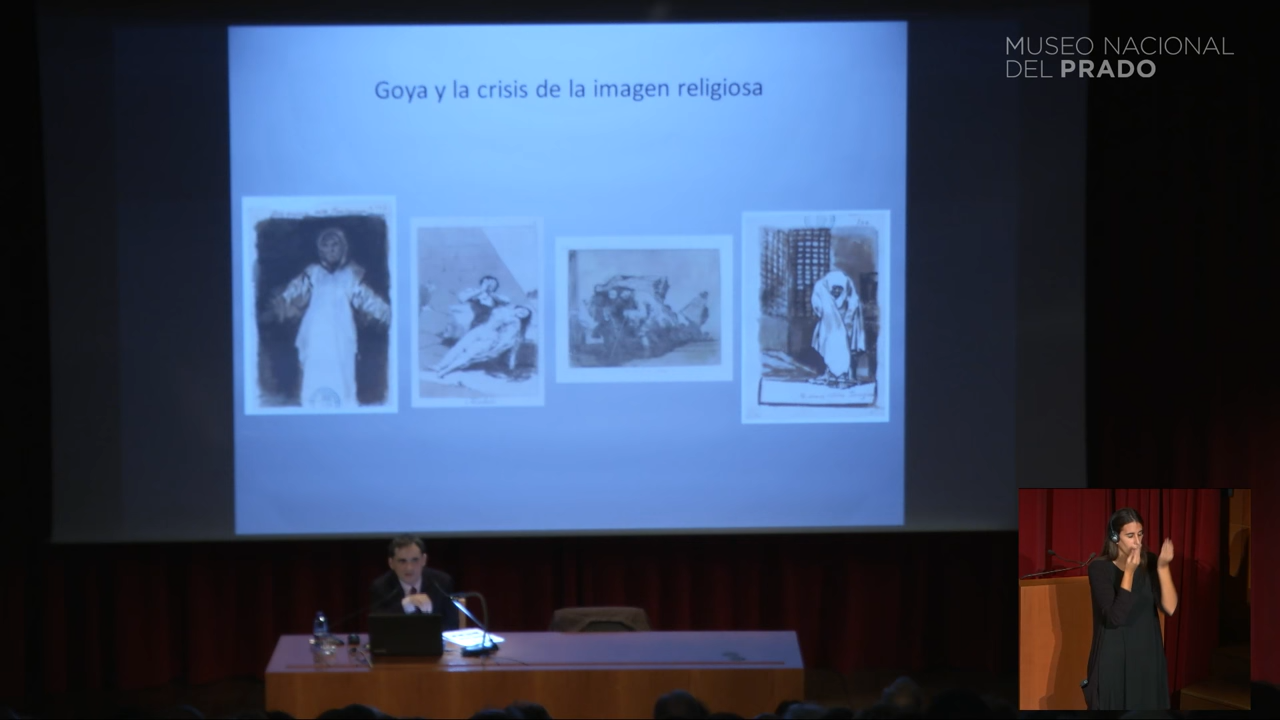 MUSEO NACIONAL
DEL PRADO
Goya y la crisis de la imagen religiosa